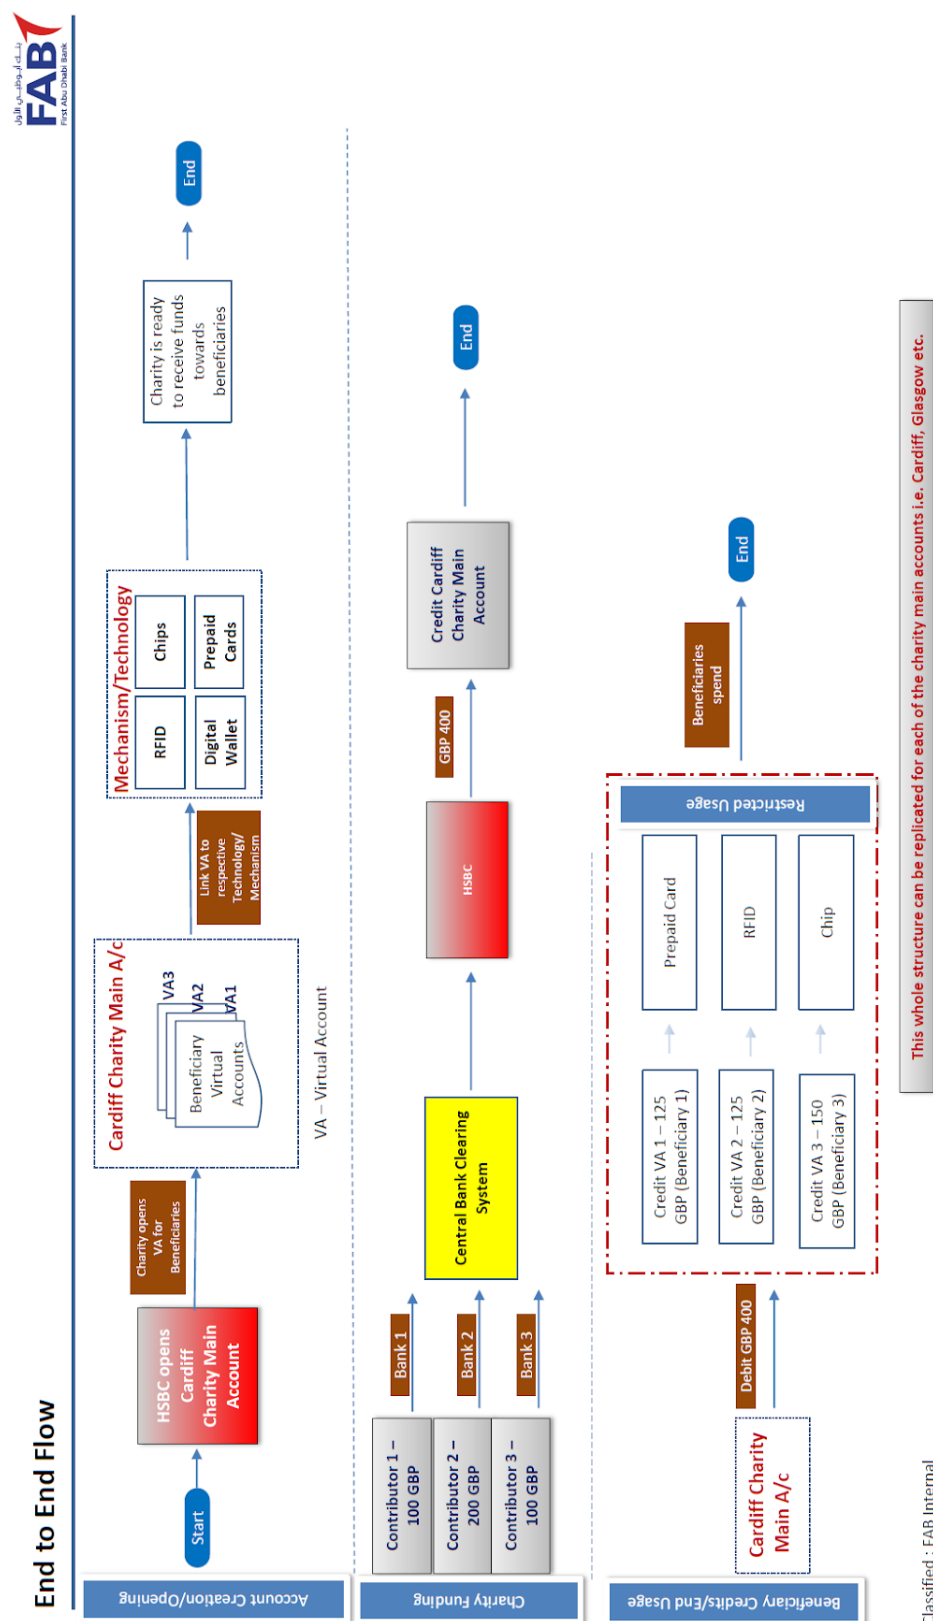 End to End Flow
بنك أبوظبي الأول
FAB
First Abu Dhabi Bank
Account Creation/Opening
Start
HSBC opens
Cardiff
Charity Main
Account
Charity opens
VA for
Beneficiaries
Cardiff Charity Main A/c
VA3
VA2
VA1
Beneficiary
Virtual
Accounts
VA – Virtual Account
Link VA to
respective
Technology/
Mechanism
Mechanism/Technology
RFID
Chips
Digital
Wallet
Prepaid
Cards
Charity is ready
to receive funds
towards
beneficiaries
End
Charity Funding
Contributor 1 –
100 GBP
Contributor 2 –
200 GBP
Contributor 3 –
100 GBP
Bank 1
Bank 2
Bank 3
Central Bank Clearing
System
HSBC
GBP 400
Credit Cardiff
Charity Main
Account
End
Beneficiary Credits/End Usage
Cardiff Charity
Main A/c
Debit GBP 400
Credit VA 1 – 125
GBP (Beneficiary 1)
Credit VA 2 – 125
GBP (Beneficiary 2)
Credit VA 3 – 150
GBP (Beneficiary 3)
Prepaid Card
RFID
Chip
Restricted Usage
Beneficiaries
spend
End
This whole structure can be replicated for each of the charity main accounts i.e. Cardiff, Glasgow etc.
classified : FAB Internal